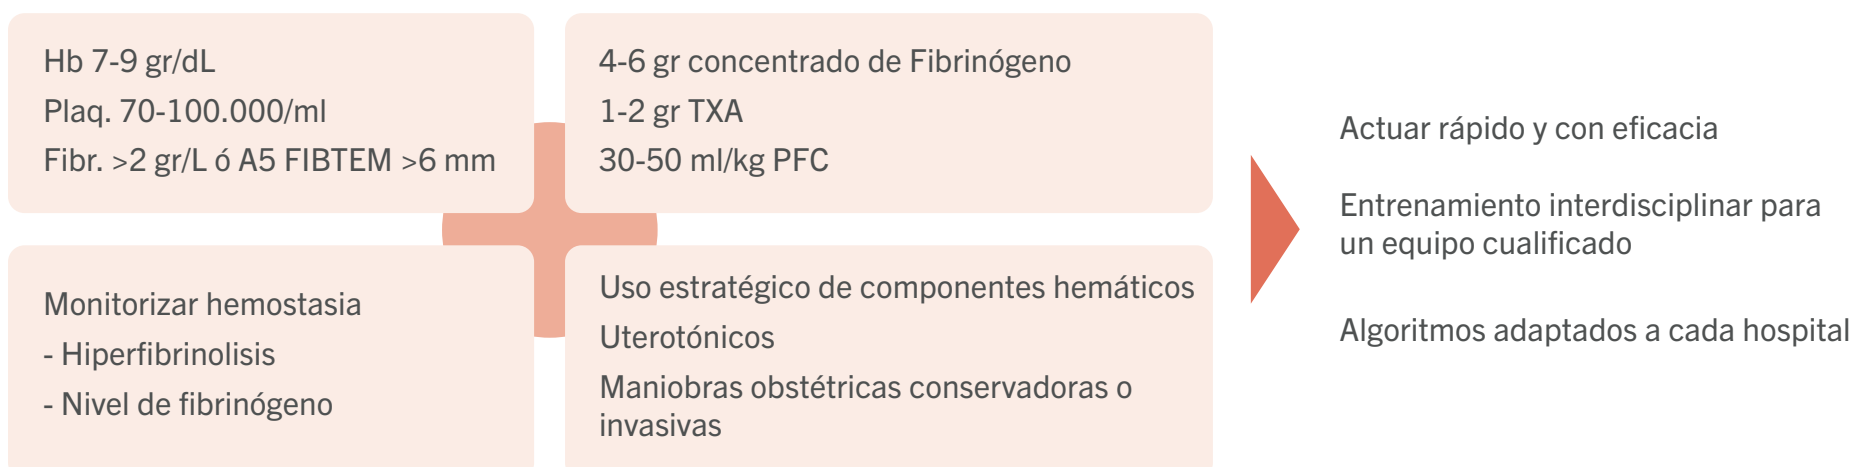 Hb 7-9 gr/dL
Plaq. 70-100.000/ml
Fibr. >2 gr/L ó A5 FIBTEM >6 mm
4-6 gr concentrado de Fibrinógeno
1-2 gr TXA
30-50 ml/kg PFC
Monitorizar hemostasia
- Hiperfibrinolisis
- Nivel de fibrinógeno
Uso estratégico de componentes hemáticos
Uterotónicos
Maniobras obstétricas conservadoras o
invasivas
Actuar rápido y con eficacia
Entrenamiento interdisciplinar para
un equipo cualificado
Algoritmos adaptados a cada hospital